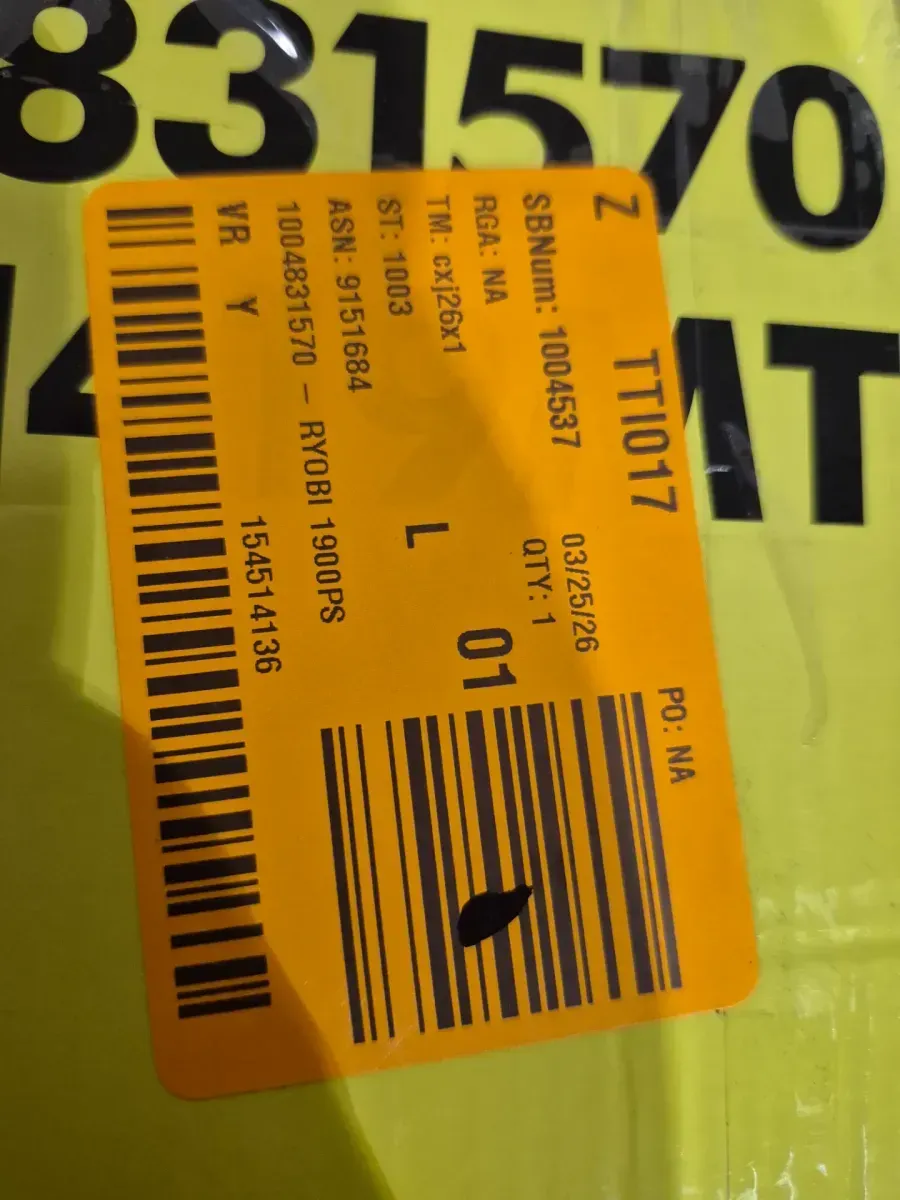 831570
Z TTI017 PO: NA
SBNum: 1004537 03/25/26
RGA: NA QTY: 1
TM: cxj26x1 01
ST: 1003 L
ASN: 9151684
1004831570 - RYOBI 1900PS
VR Y 154514136